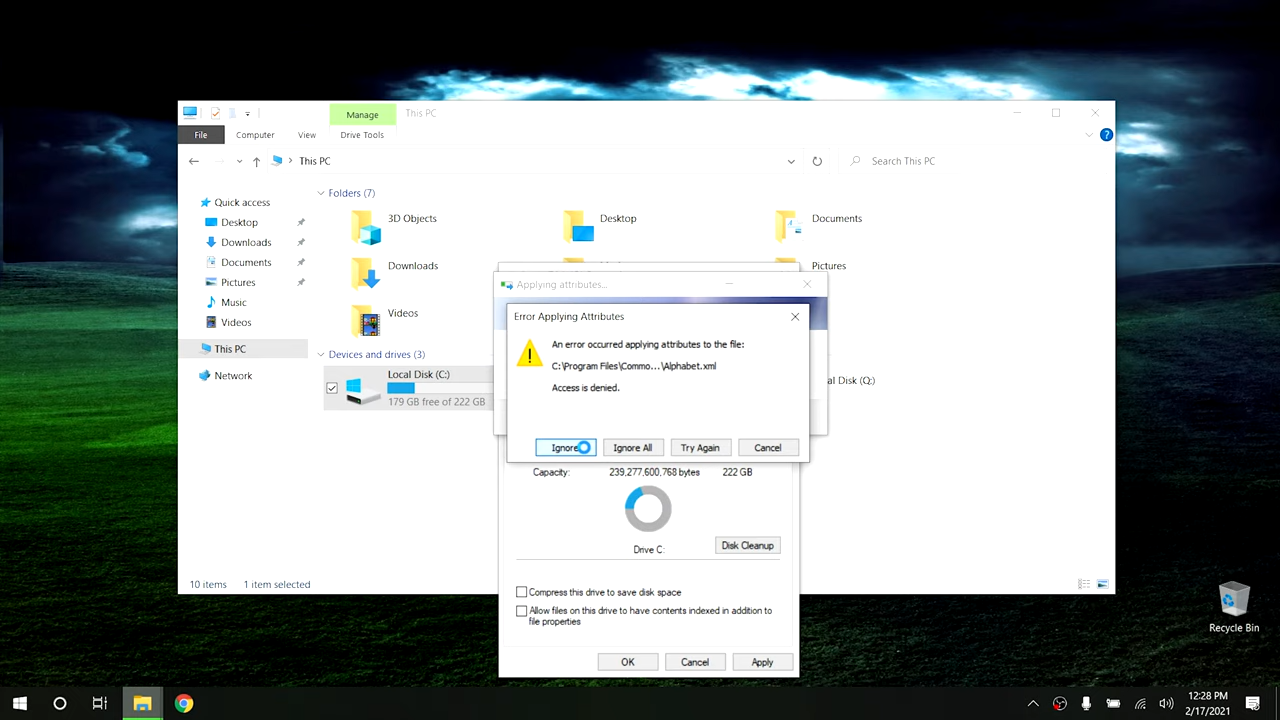 Manage
This PC
File
Computer
View
Drive Tools
This PC
Search This PC
Quick access
Desktop
Downloads
Documents
Pictures
Music
Videos
This PC
Network
Folders (7)
3D Objects
Desktop
Documents
Downloads
Pictures
Videos
Devices and drives (3)
Local Disk (C:)
179 GB free of 222 GB
al Disk (Q:)
Applying attributes...
Error Applying Attributes
An error occurred applying attributes to the file:
C:\Program Files\Commo...\Alphabet.xml
Access is denied.
Ignore
Ignore All
Try Again
Cancel
Capacity:
239,277,600,768 bytes
222 GB
Drive C:
Disk Cleanup
Compress this drive to save disk space
Allow files on this drive to have contents indexed in addition to
file properties
OK
Cancel
Apply
10 items
1 item selected
Recycle Bin
12:28 PM
2/17/2021